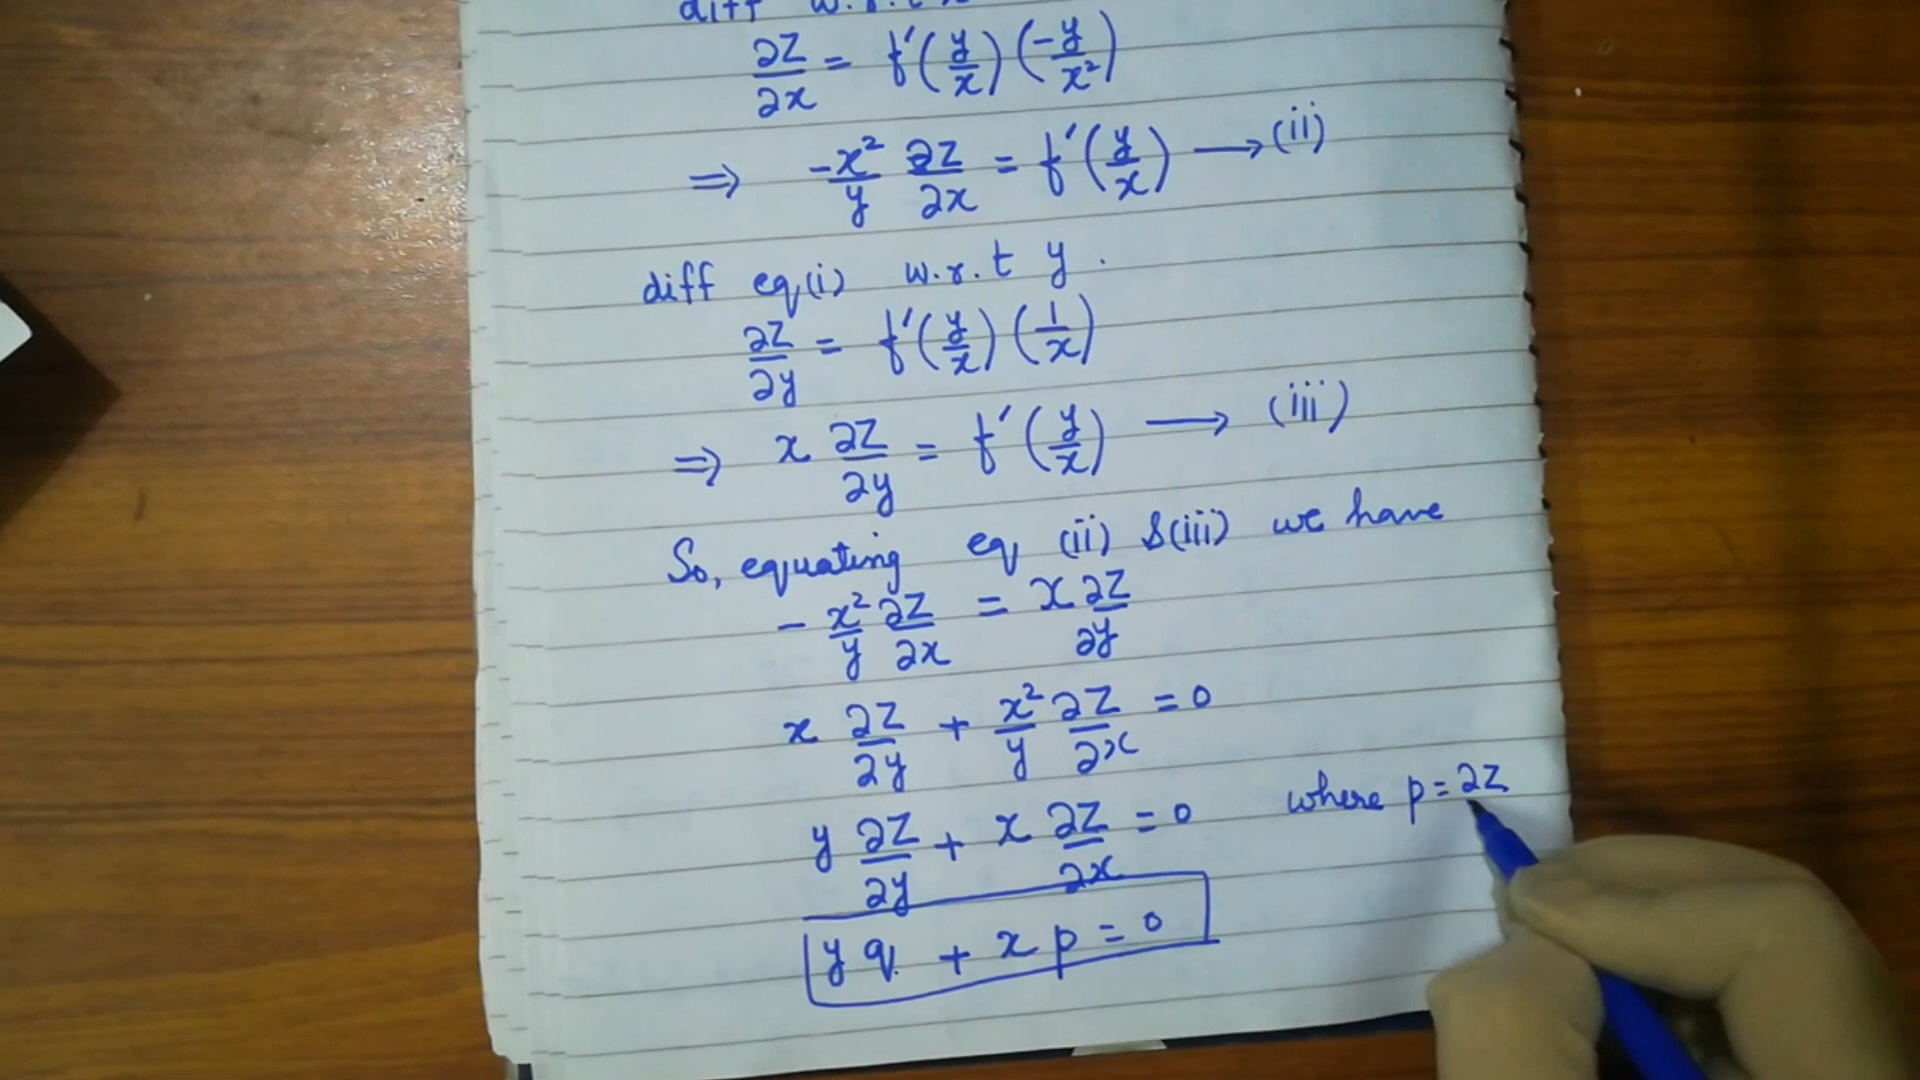 diff w.r.t x
∂Z/∂x = f′(y/x) (-y/x²)
⇒ -x²/y ∂Z/∂x = f′(y/x) ⟶ (ii)
diff eq(i) w.r.t y.
∂Z/∂y = f′(y/x) (1/x)
⇒ x ∂Z/∂y = f′(y/x) ⟶ (iii)
So, equating eq (ii) &(iii) we have
- x²/y ∂Z/∂x = x ∂Z/∂y
x ∂Z/∂y + x²/y ∂Z/∂x = 0
y ∂Z/∂y + x ∂Z/∂x = 0 where p = ∂Z
yq + xp = 0